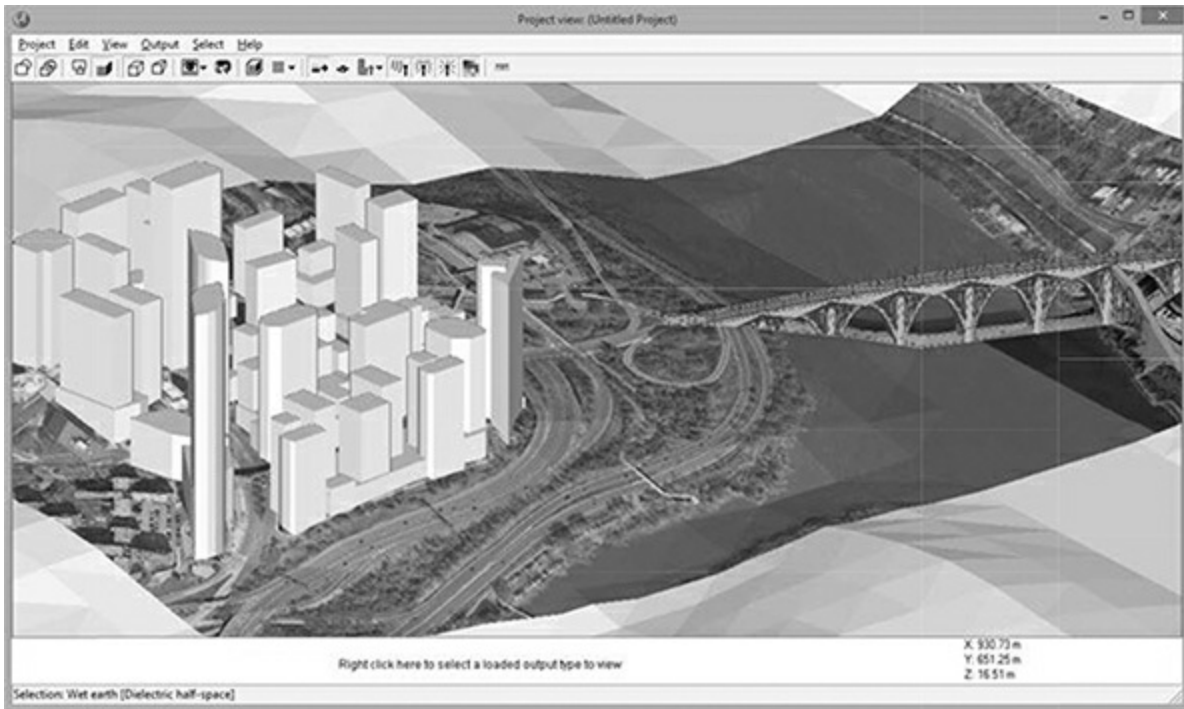 Project view: (Untitled Project)
Project Edit View Output Select Help
Right click here to select a loaded output type to view
X: 930.73 m
Y: 651.25 m
Z: 16.51 m
Selection: Wet earth [Dielectric half-space]